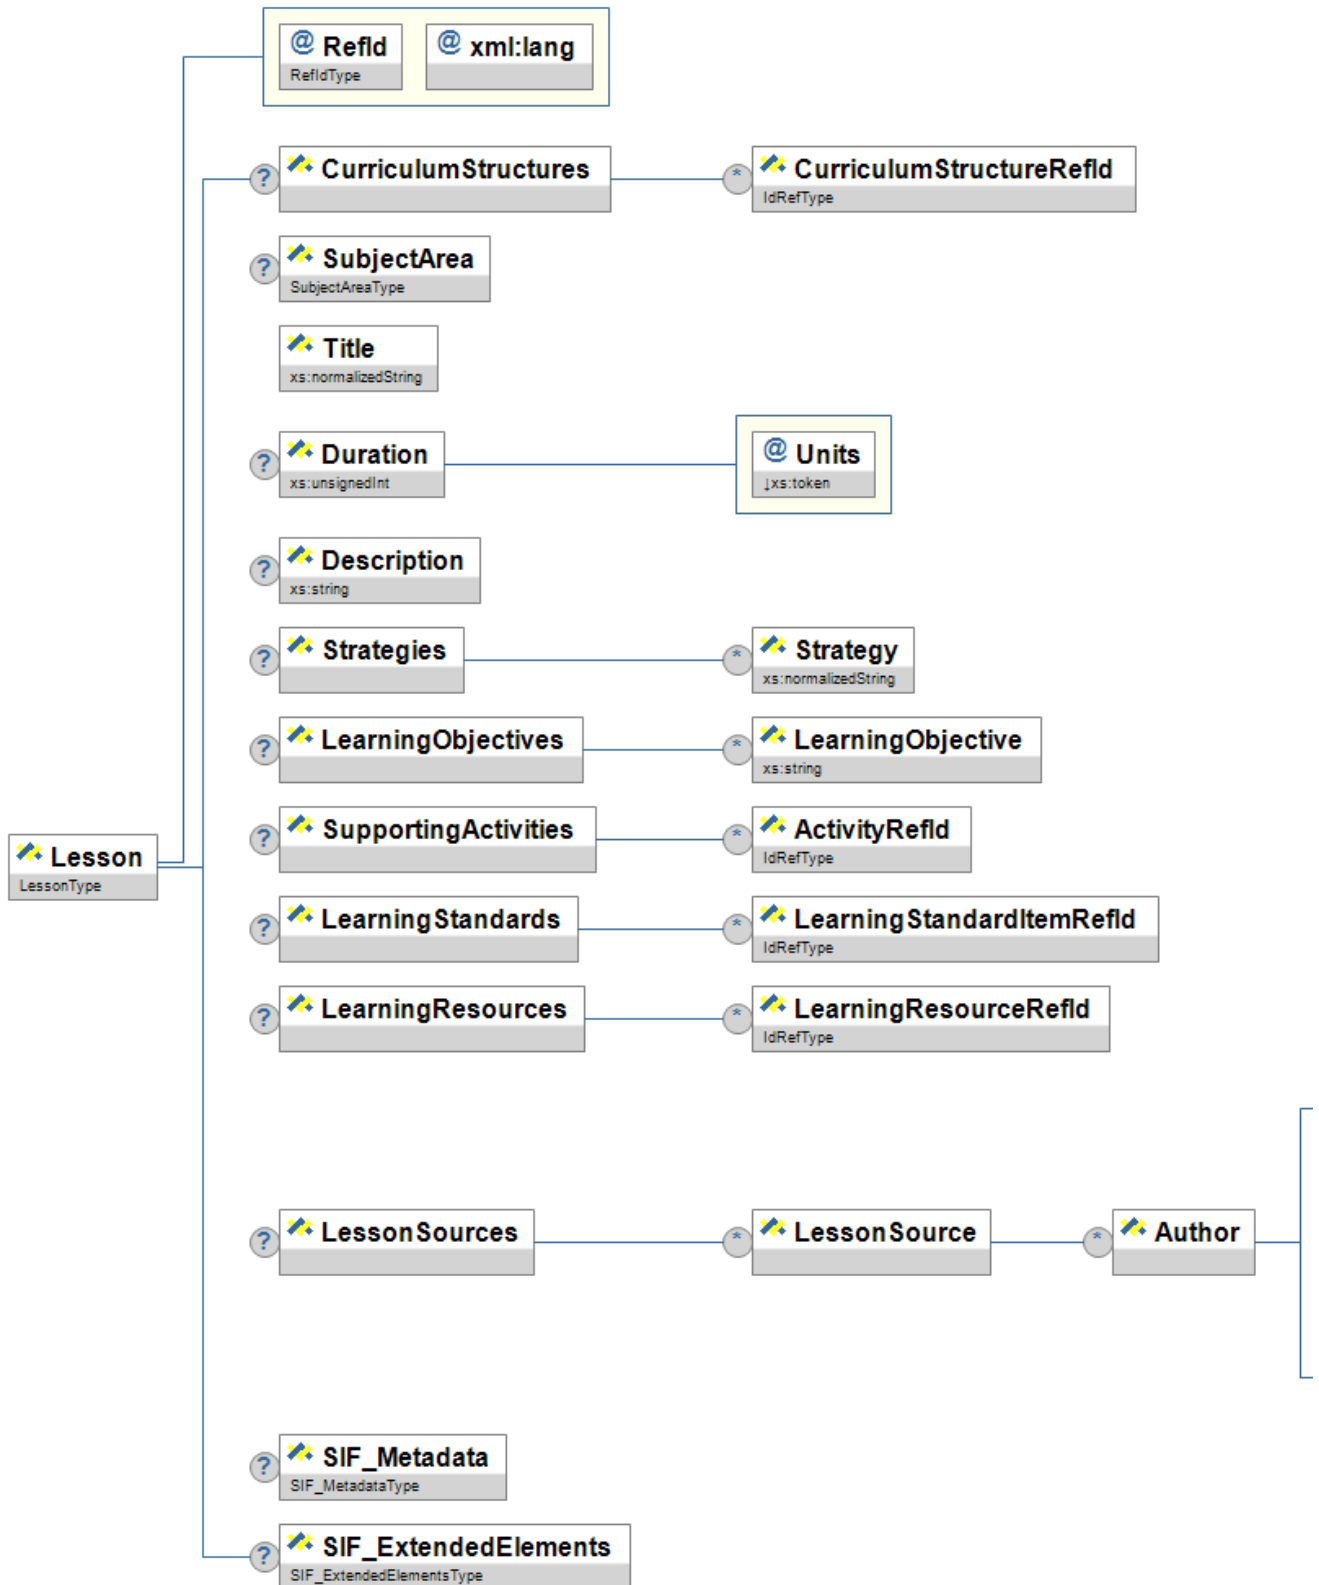 @ RefId @ xml:lang
RefIdType
? CurriculumStructures * CurriculumStructureRefId
IdRefType
? SubjectArea
SubjectAreaType
Title
xs:normalizedString
? Duration @ Units
xs:unsignedInt ↓xs:token
? Description
xs:string
? Strategies * Strategy
xs:normalizedString
? LearningObjectives * LearningObjective
xs:string
? SupportingActivities * ActivityRefId
IdRefType
Lesson
LessonType
? LearningStandards * LearningStandardItemRefId
IdRefType
? LearningResources * LearningResourceRefId
IdRefType
? LessonSources * LessonSource * Author
? SIF_Metadata
SIF_MetadataType
? SIF_ExtendedElements
SIF_ExtendedElementsType